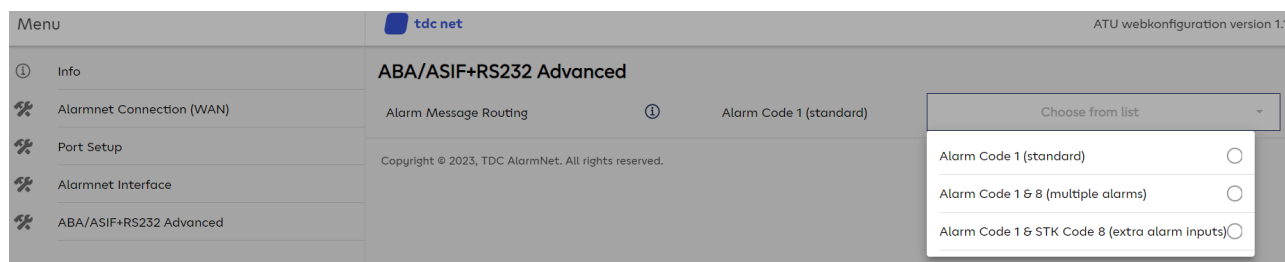 Menu
tdc net
ATU webkonfiguration version 1.
Info
ABA/ASIF+RS232 Advanced
Alarmnet Connection (WAN)
Alarm Message Routing
Alarm Code 1 (standard)
Choose from list
Port Setup
Copyright © 2023, TDC AlarmNet. All rights reserved.
Alarm Code 1 (standard)
Alarmnet Interface
Alarm Code 1 & 8 (multiple alarms)
ABA/ASIF+RS232 Advanced
Alarm Code 1 & STK Code 8 (extra alarm inputs)